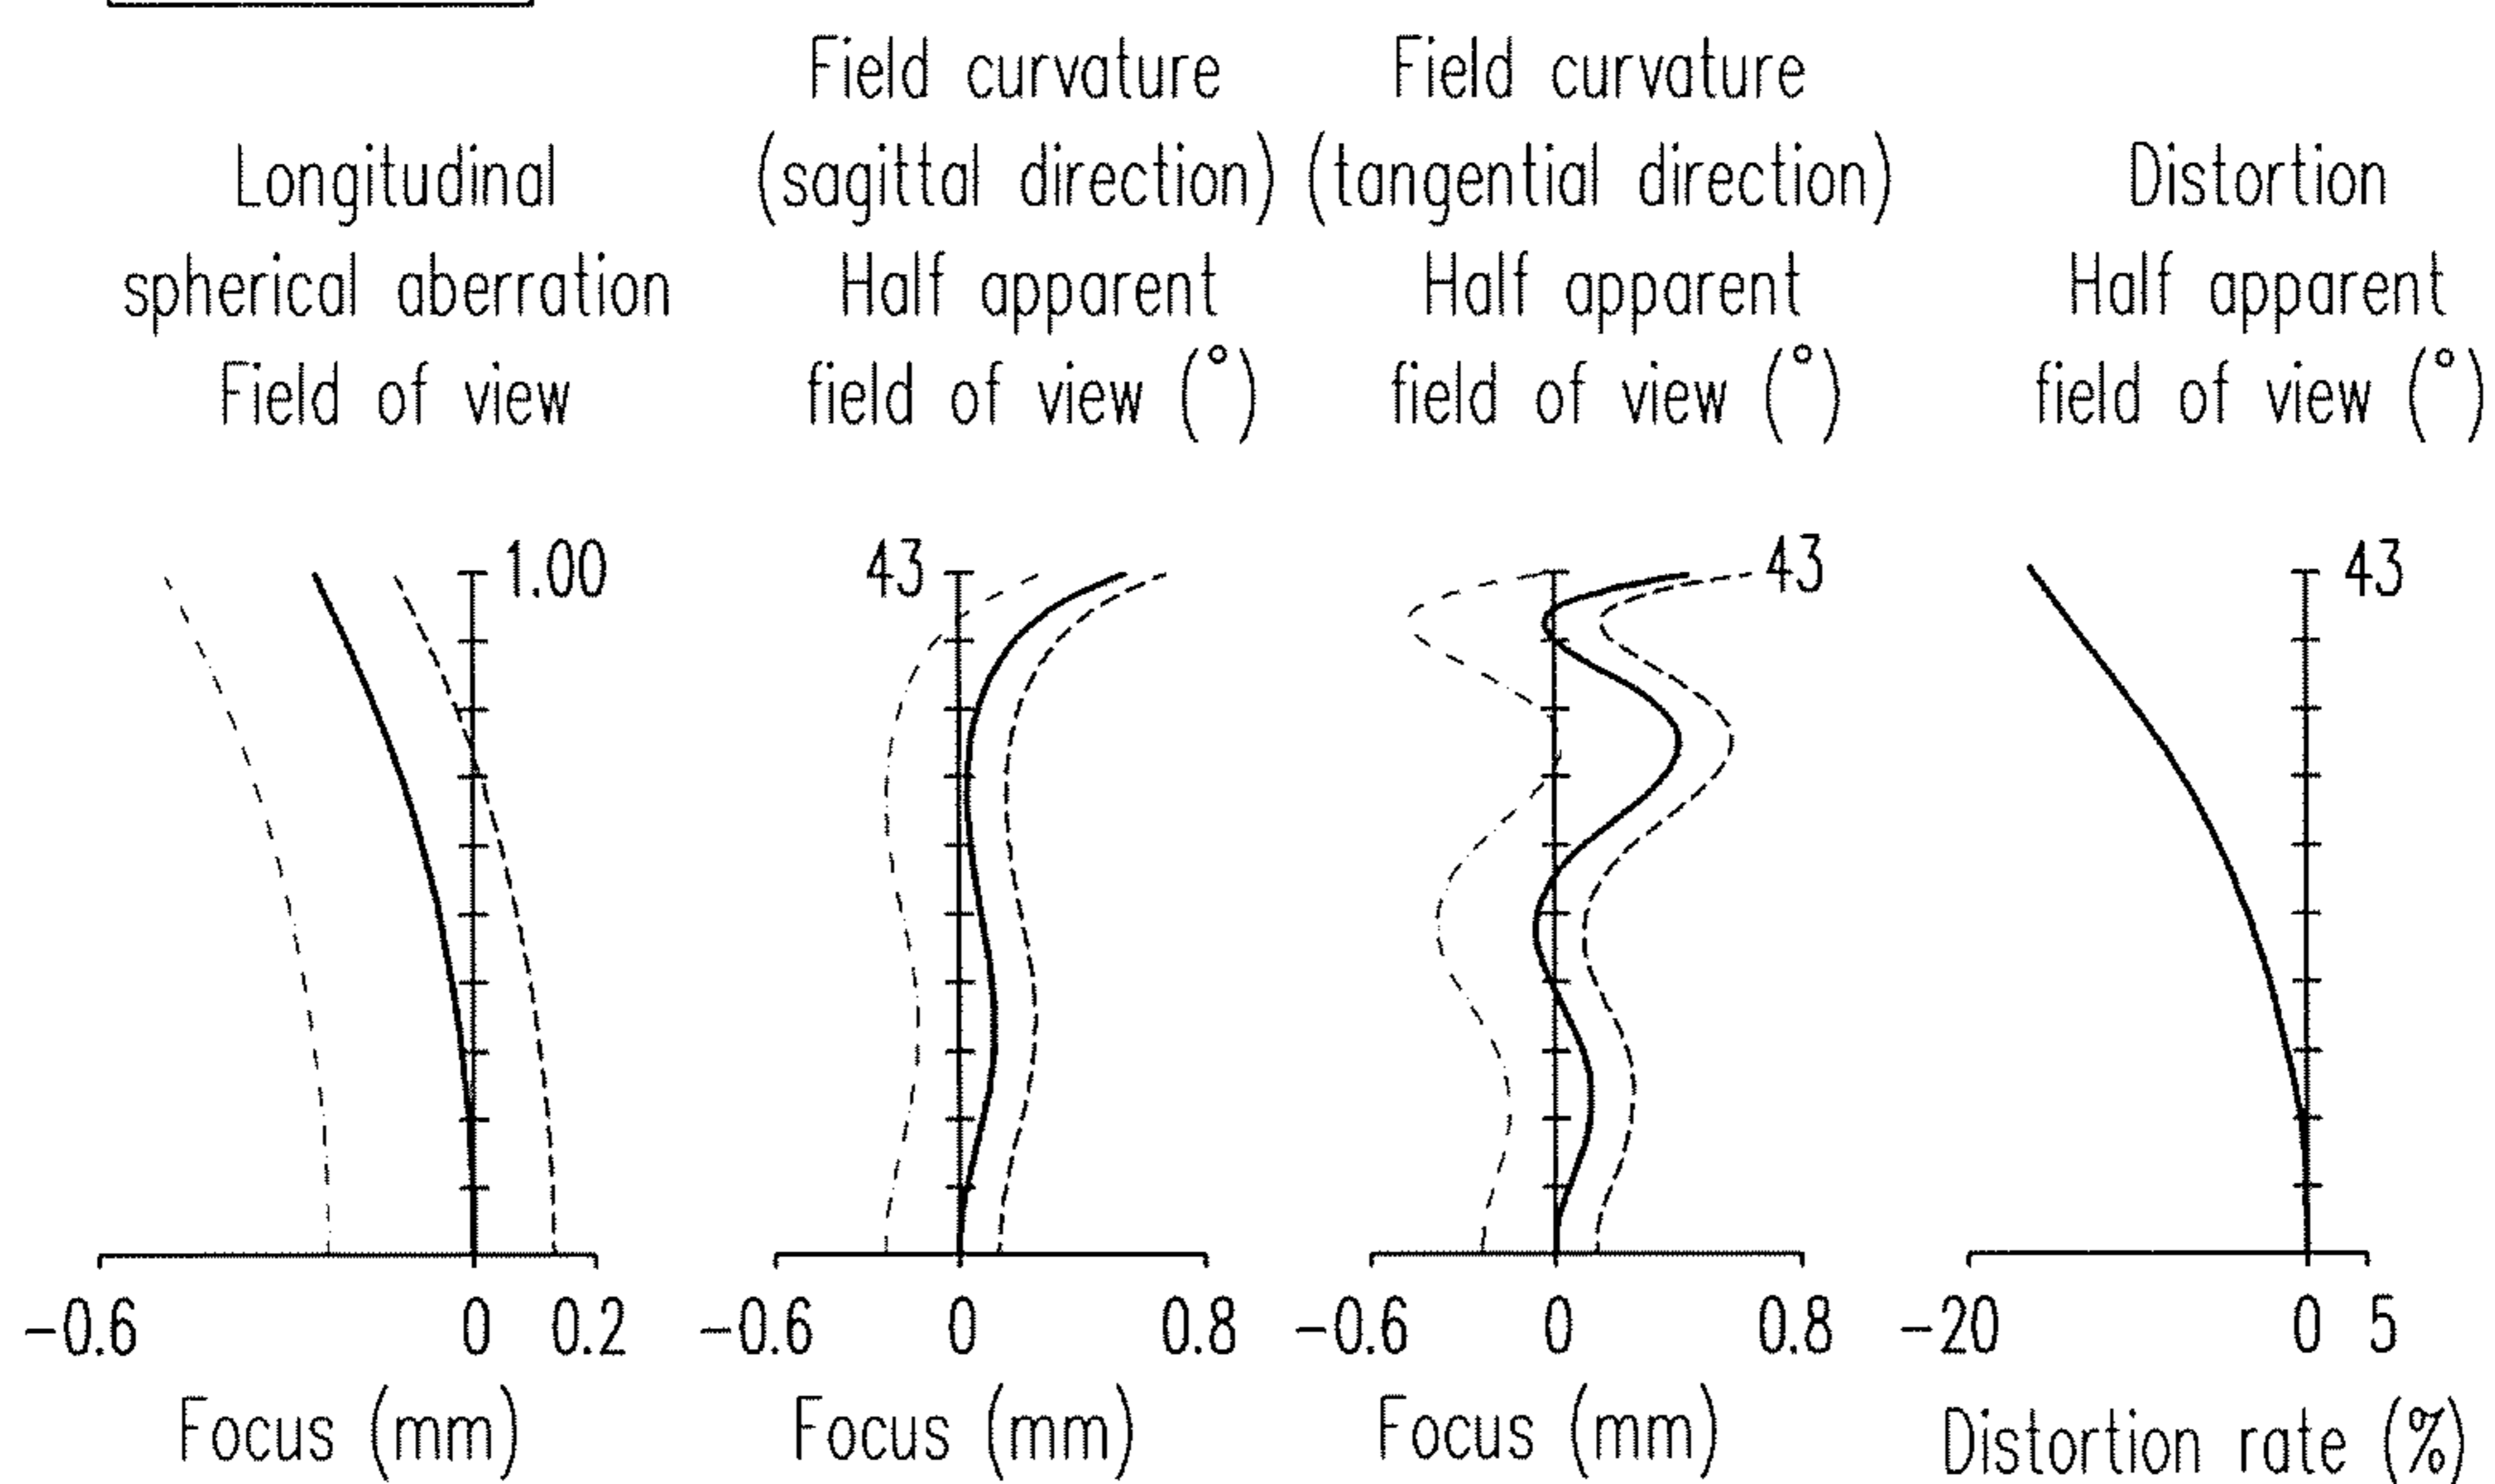 Longitudinal
spherical aberration
Field of view
1.00
-0.6 0 0.2
Focus (mm)
Field curvature
(sagittal direction)
Half apparent
field of view (°)
43
-0.6 0 0.8
Focus (mm)
Field curvature
(tangential direction)
Half apparent
field of view (°)
43
-0.6 0 0.8
Focus (mm)
Distortion
Half apparent
field of view (°)
43
-20 0 5
Distortion rate (%)